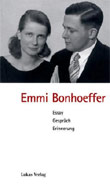 Emmi Bonhoeffer
Essay
Gespräch
Erinnerung
Lukas Verlag